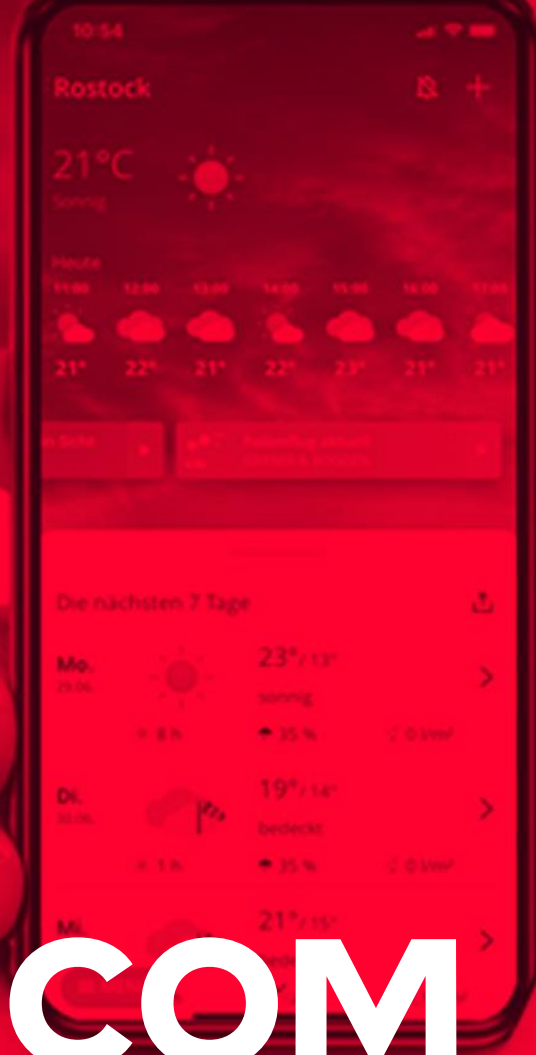 10:54
Rostock
21°C
Sonnig
Heute
11:00 12:00 13:00 14:00 15:00 16:00 17:00
21° 22° 21° 22° 23° 21° 21°
Die nächsten 7 Tage
Mo. 23°/ 13°
29.06. sonnig
8 h 35 % 0 l/m²
Di. 19°/ 14°
30.06. bedeckt
1 h 35 % 0 l/m²
Mi. 21°/ 15°
COM